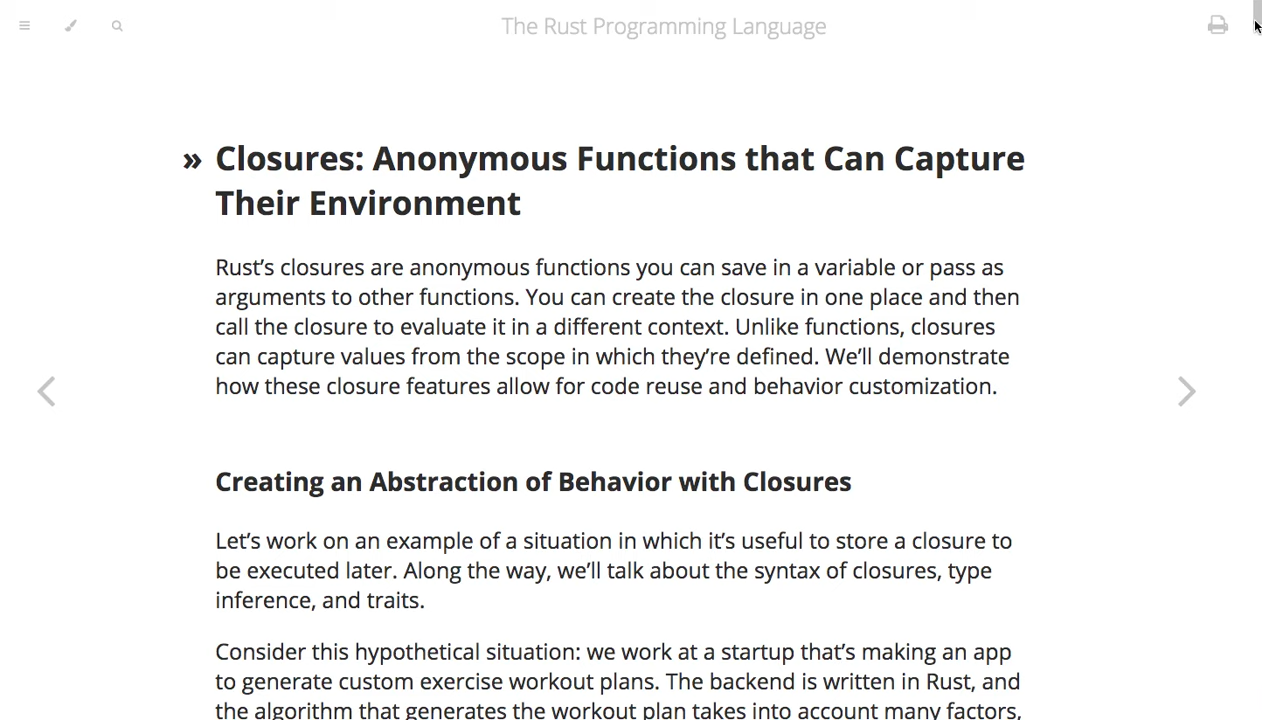 The Rust Programming Language
» Closures: Anonymous Functions that Can Capture
Their Environment
Rust’s closures are anonymous functions you can save in a variable or pass as
arguments to other functions. You can create the closure in one place and then
call the closure to evaluate it in a different context. Unlike functions, closures
can capture values from the scope in which they’re defined. We’ll demonstrate
how these closure features allow for code reuse and behavior customization.
Creating an Abstraction of Behavior with Closures
Let’s work on an example of a situation in which it’s useful to store a closure to
be executed later. Along the way, we’ll talk about the syntax of closures, type
inference, and traits.
Consider this hypothetical situation: we work at a startup that’s making an app
to generate custom exercise workout plans. The backend is written in Rust, and
the algorithm that generates the workout plan takes into account many factors,